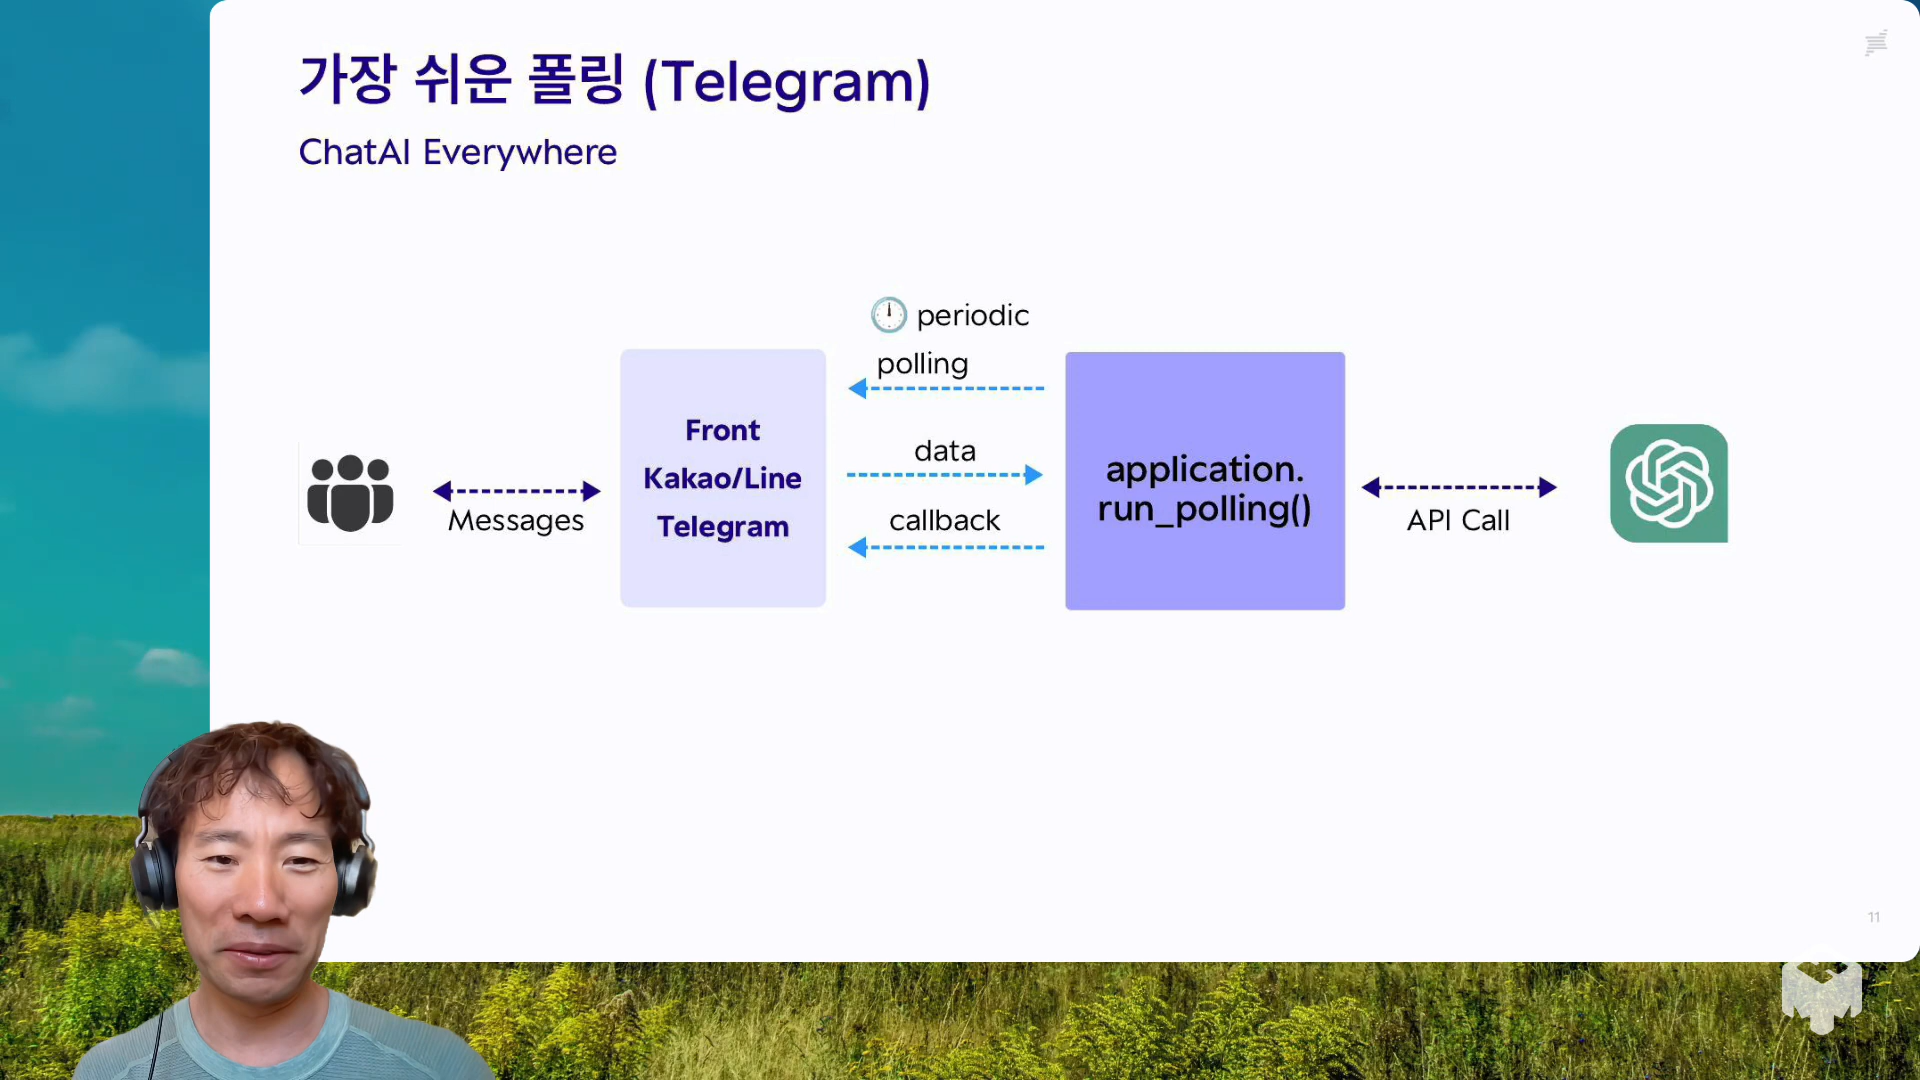 가장 쉬운 폴링 (Telegram)
ChatAI Everywhere
🕛 periodic
polling
Front
Kakao/Line
Telegram
data
callback
Messages
application.
run_polling()
API Call
11